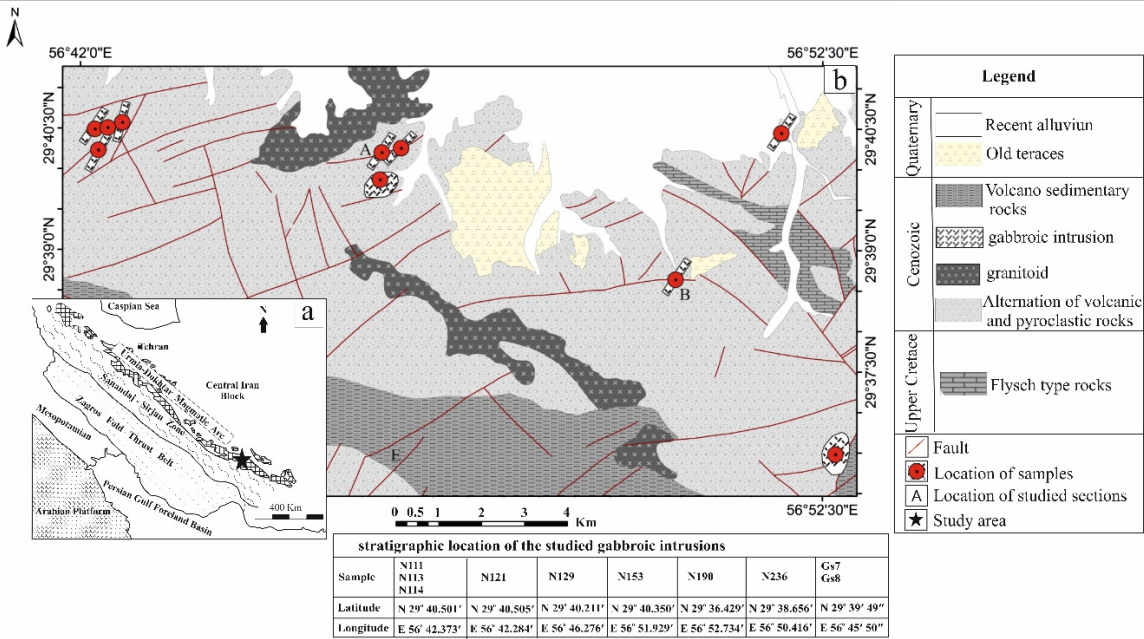 N
56°42'0"E
56°52'30"E
b
29°40'30"N
29°40'30"N
29°39'0"N
29°39'0"N
29°37'30"N
A
B
F
56°52'30"E
a
N
Caspian Sea
Tehran
Central Iran
Block
Urmia-Dokhtar Magmatic Arc
Sanandaj - Sirjan Zone
Zagros Fold Thrust Belt
Mesopotamian
Persian Gulf Foreland Basin
Arabian Platform
400 Km
0 0.5 1 2 3 4
Km
Legend
Quaternary
Recent alluviun
Old teraces
Cenozoic
Volcano sedimentary
rocks
gabbroic intrusion
granitoid
Alternation of volcanic
and pyroclastic rocks
Upper Cretace
Flysch type rocks
Fault
Location of samples
A Location of studied sections
Study area
stratigraphic location of the studied gabbroic intrusions
Sample N111 N113 N114 N121 N129 N153 N190 N236 Gs7 Gs8
Latitude N 29° 40.501' N 29° 40.505' N 29° 40.211' N 29° 40.350' N 29° 36.429' N 29° 38.656' N 29° 39' 49"
Longitude E 56° 42.373' E 56° 42.284' E 56° 46.276' E 56° 51.929' E 56° 52.734' E 56° 50.416' E 56° 45' 50"